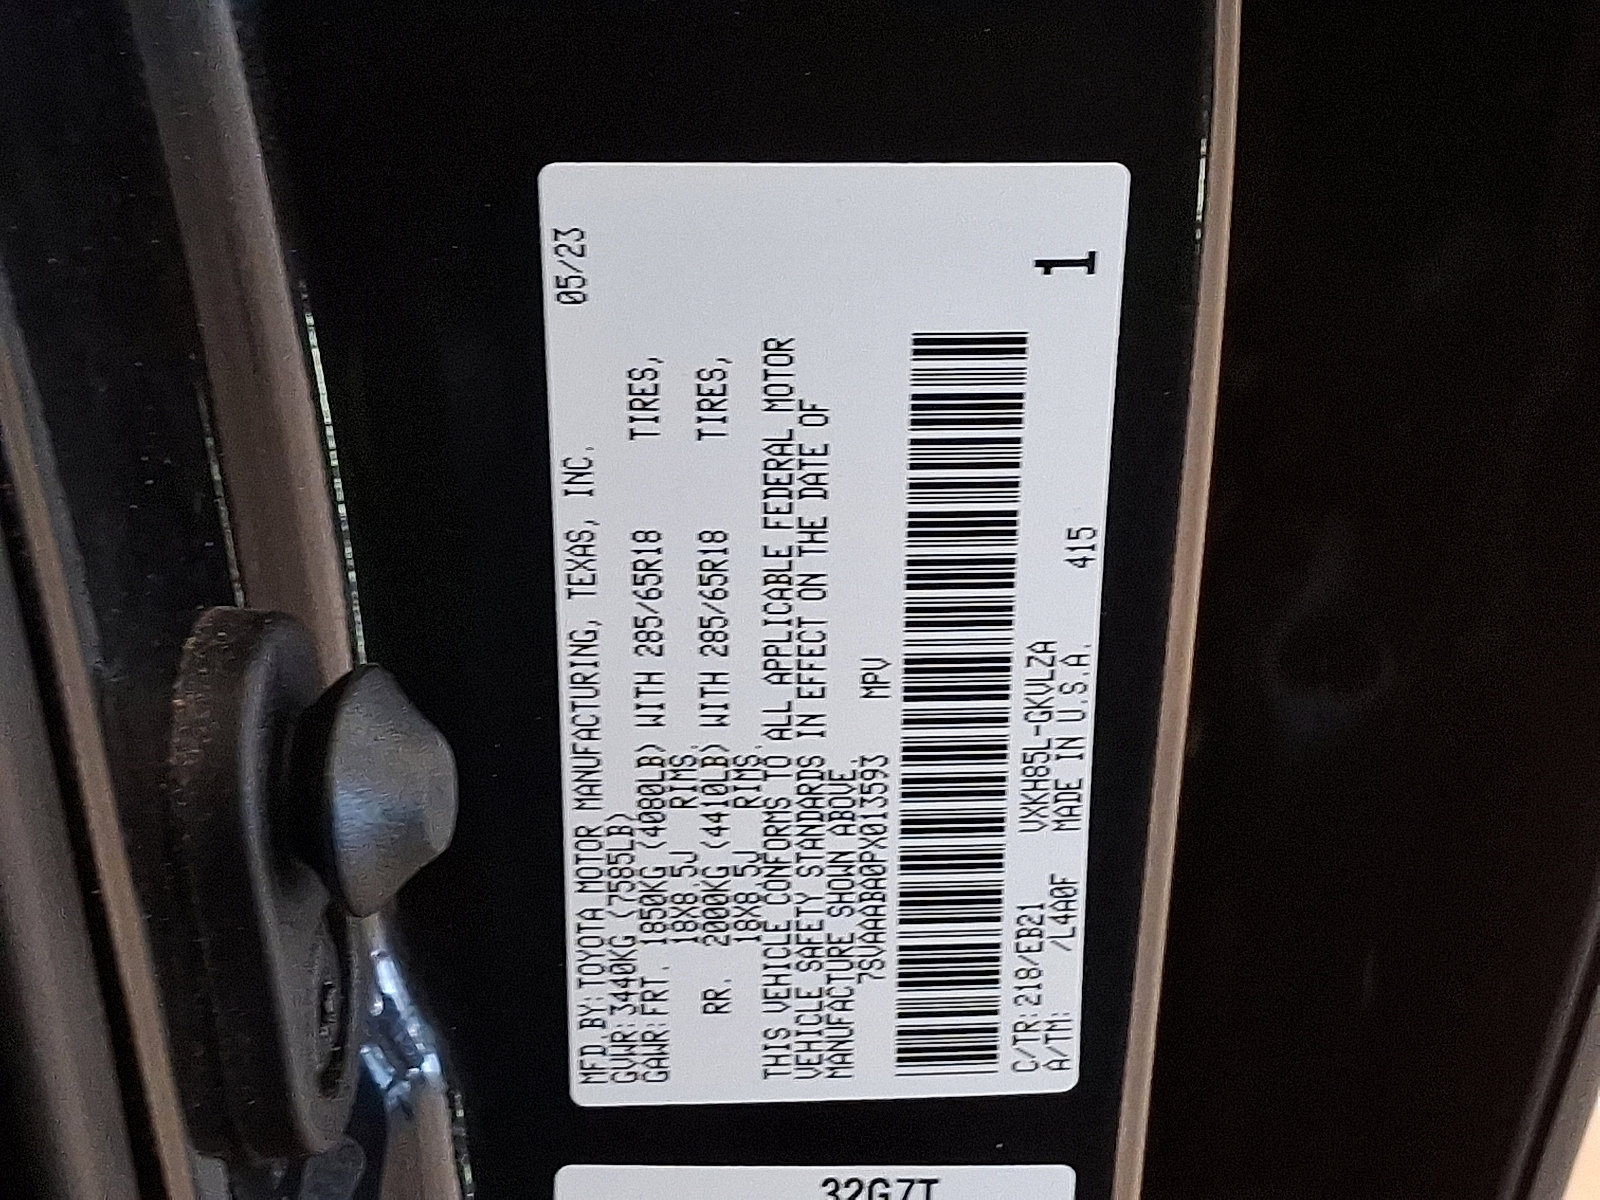 MFD.BY:TOYOTA MOTOR MANUFACTURING, TEXAS, INC. 05/23
GVWR:3440KG (7585LB)
GAWR:FRT. 1850KG (4080LB) WITH 285/65R18 TIRES,
18X8.5J RIMS.
RR. 2000KG (4410LB) WITH 285/65R18 TIRES,
18X8.5J RIMS.
THIS VEHICLE CONFORMS TO ALL APPLICABLE FEDERAL MOTOR
VEHICLE SAFETY STANDARDS IN EFFECT ON THE DATE OF
MANUFACTURE SHOWN ABOVE.
7SVAAABA0PX013593 MPV
C/TR:218/EB21 VXKH85L-GKVLZA 1
A/TM: /L4A0F MADE IN U.S.A. 415
32G7T